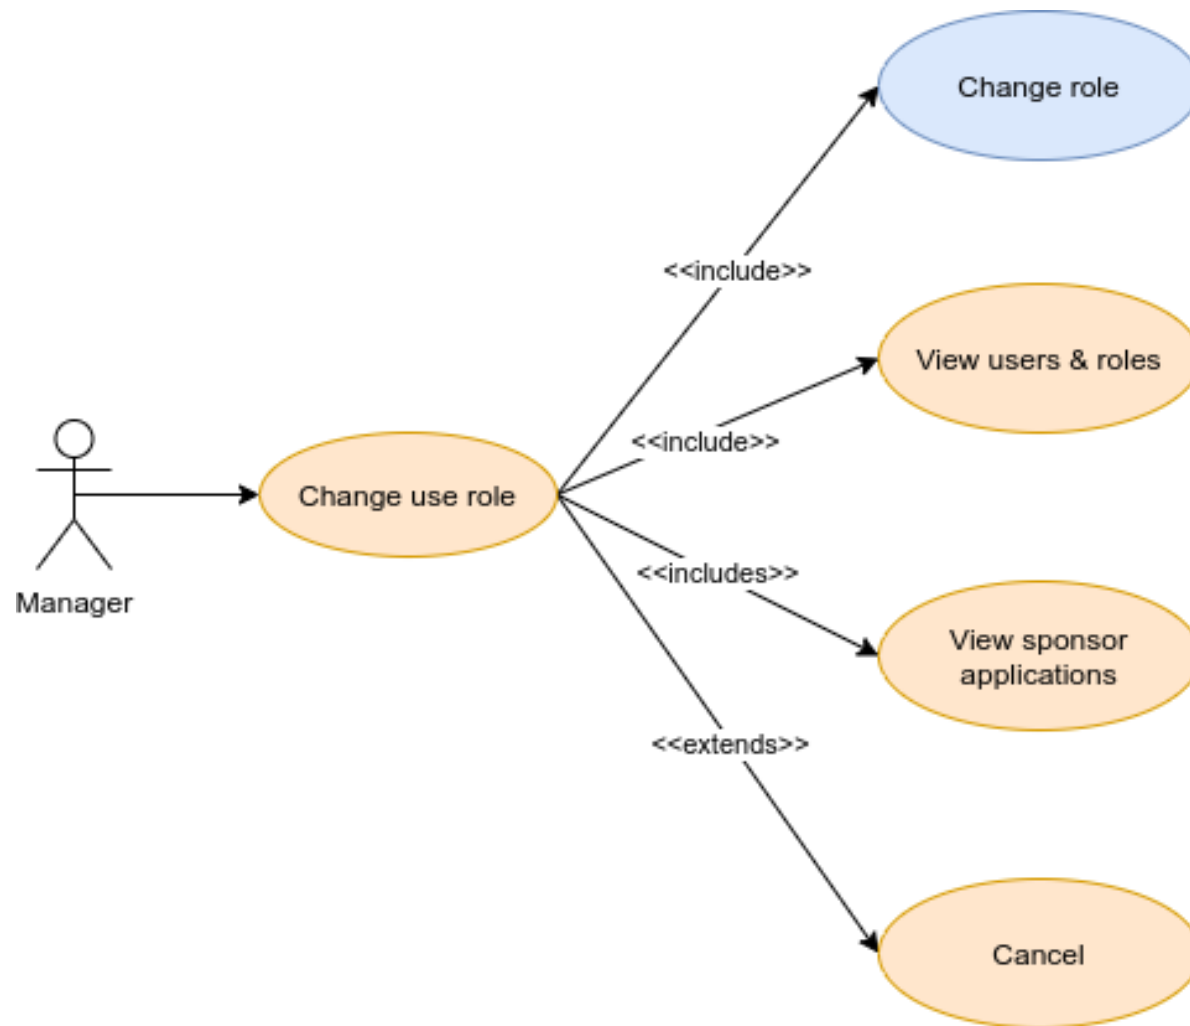 Change role
<<include>>
View users & roles
<<include>>
Change use role
Manager
<<includes>>
View sponsor
applications
<<extends>>
Cancel